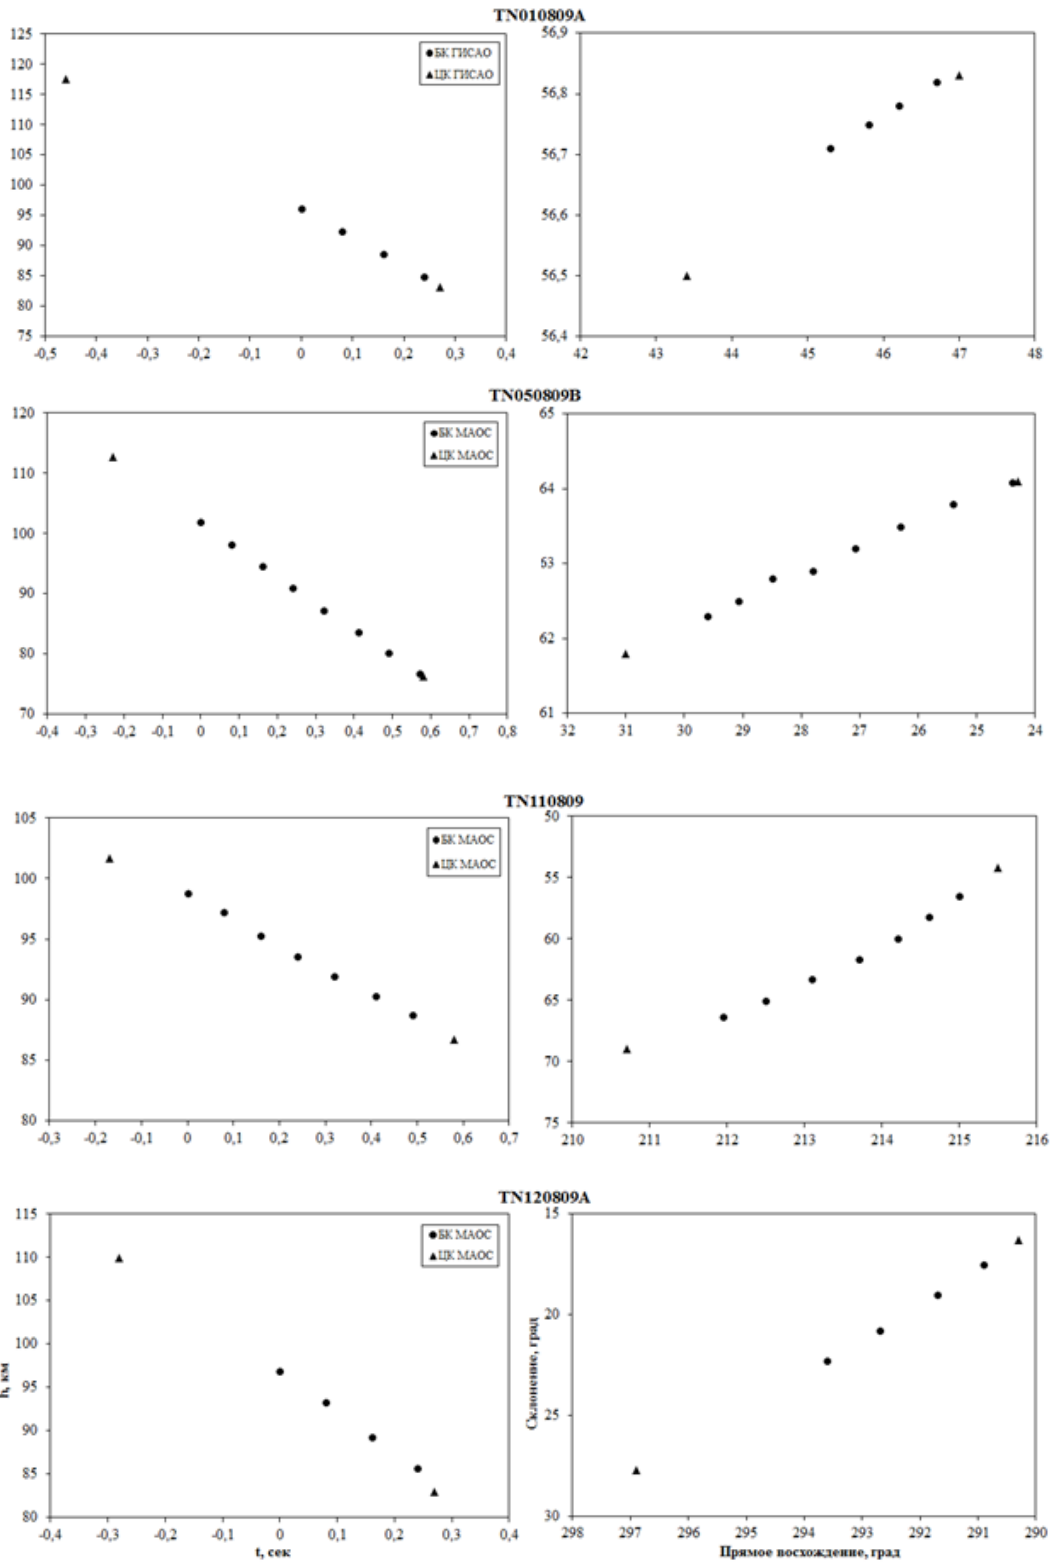 TN010809A
125
120
115
110
105
100
95
90
85
80
75
-0,5 -0,4 -0,3 -0,2 -0,1 0 0,1 0,2 0,3 0,4
БК ГИСАО
ЦК ГИСАО
56,9
56,8
56,7
56,6
56,5
56,4
42 43 44 45 46 47 48
TN050809B
120
110
100
90
80
70
-0,4 -0,3 -0,2 -0,1 0 0,1 0,2 0,3 0,4 0,5 0,6 0,7 0,8
БК МАОС
ЦК МАОС
65
64
63
62
61
32 31 30 29 28 27 26 25 24
TN110809
105
100
95
90
85
80
-0,3 -0,2 -0,1 0 0,1 0,2 0,3 0,4 0,5 0,6 0,7
БК МАОС
ЦК МАОС
50
55
60
65
70
75
210 211 212 213 214 215 216
TN120809A
115
110
105
100
95
90
85
80
-0,4 -0,3 -0,2 -0,1 0 0,1 0,2 0,3 0,4
h, км
t, сек
БК МАОС
ЦК МАОС
15
20
25
30
298 297 296 295 294 293 292 291 290
Склонение, град
Прямое восхождение, град